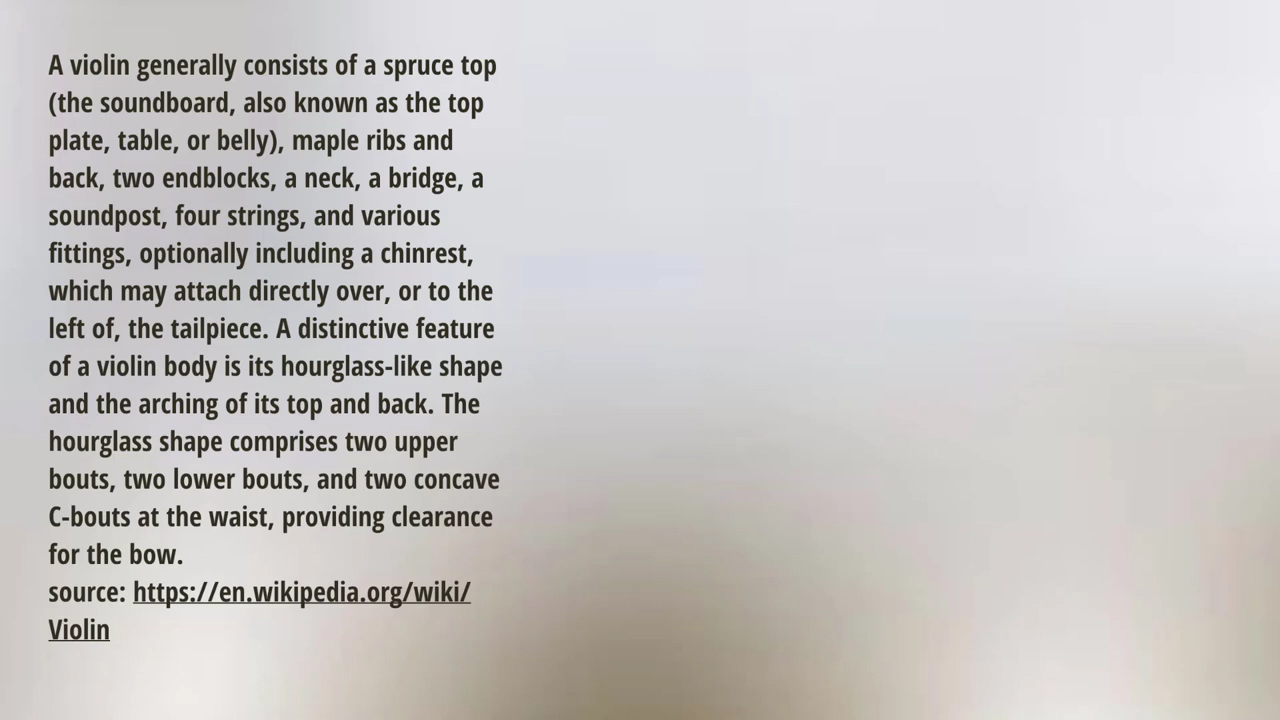 A violin generally consists of a spruce top
(the soundboard, also known as the top
plate, table, or belly), maple ribs and
back, two endblocks, a neck, a bridge, a
soundpost, four strings, and various
fittings, optionally including a chinrest,
which may attach directly over, or to the
left of, the tailpiece. A distinctive feature
of a violin body is its hourglass-like shape
and the arching of its top and back. The
hourglass shape comprises two upper
bouts, two lower bouts, and two concave
C-bouts at the waist, providing clearance
for the bow.
source: https://en.wikipedia.org/wiki/
Violin